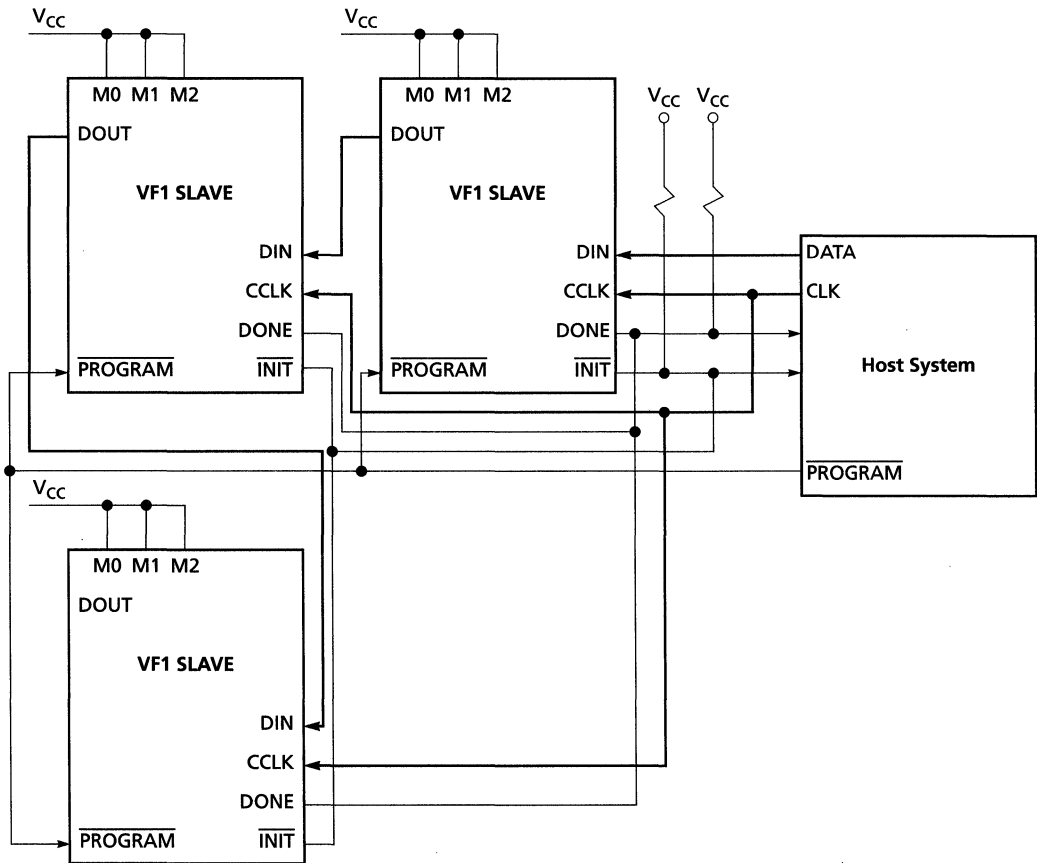 VCC
M0 M1 M2
DOUT
VF1 SLAVE
DIN
CCLK
DONE
PROGRAM
INIT
VCC
M0 M1 M2
DOUT
VF1 SLAVE
DIN
CCLK
DONE
PROGRAM
INIT
VCC
VCC
DATA
CLK
Host System
PROGRAM
VCC
M0 M1 M2
DOUT
VF1 SLAVE
DIN
CCLK
DONE
PROGRAM
INIT